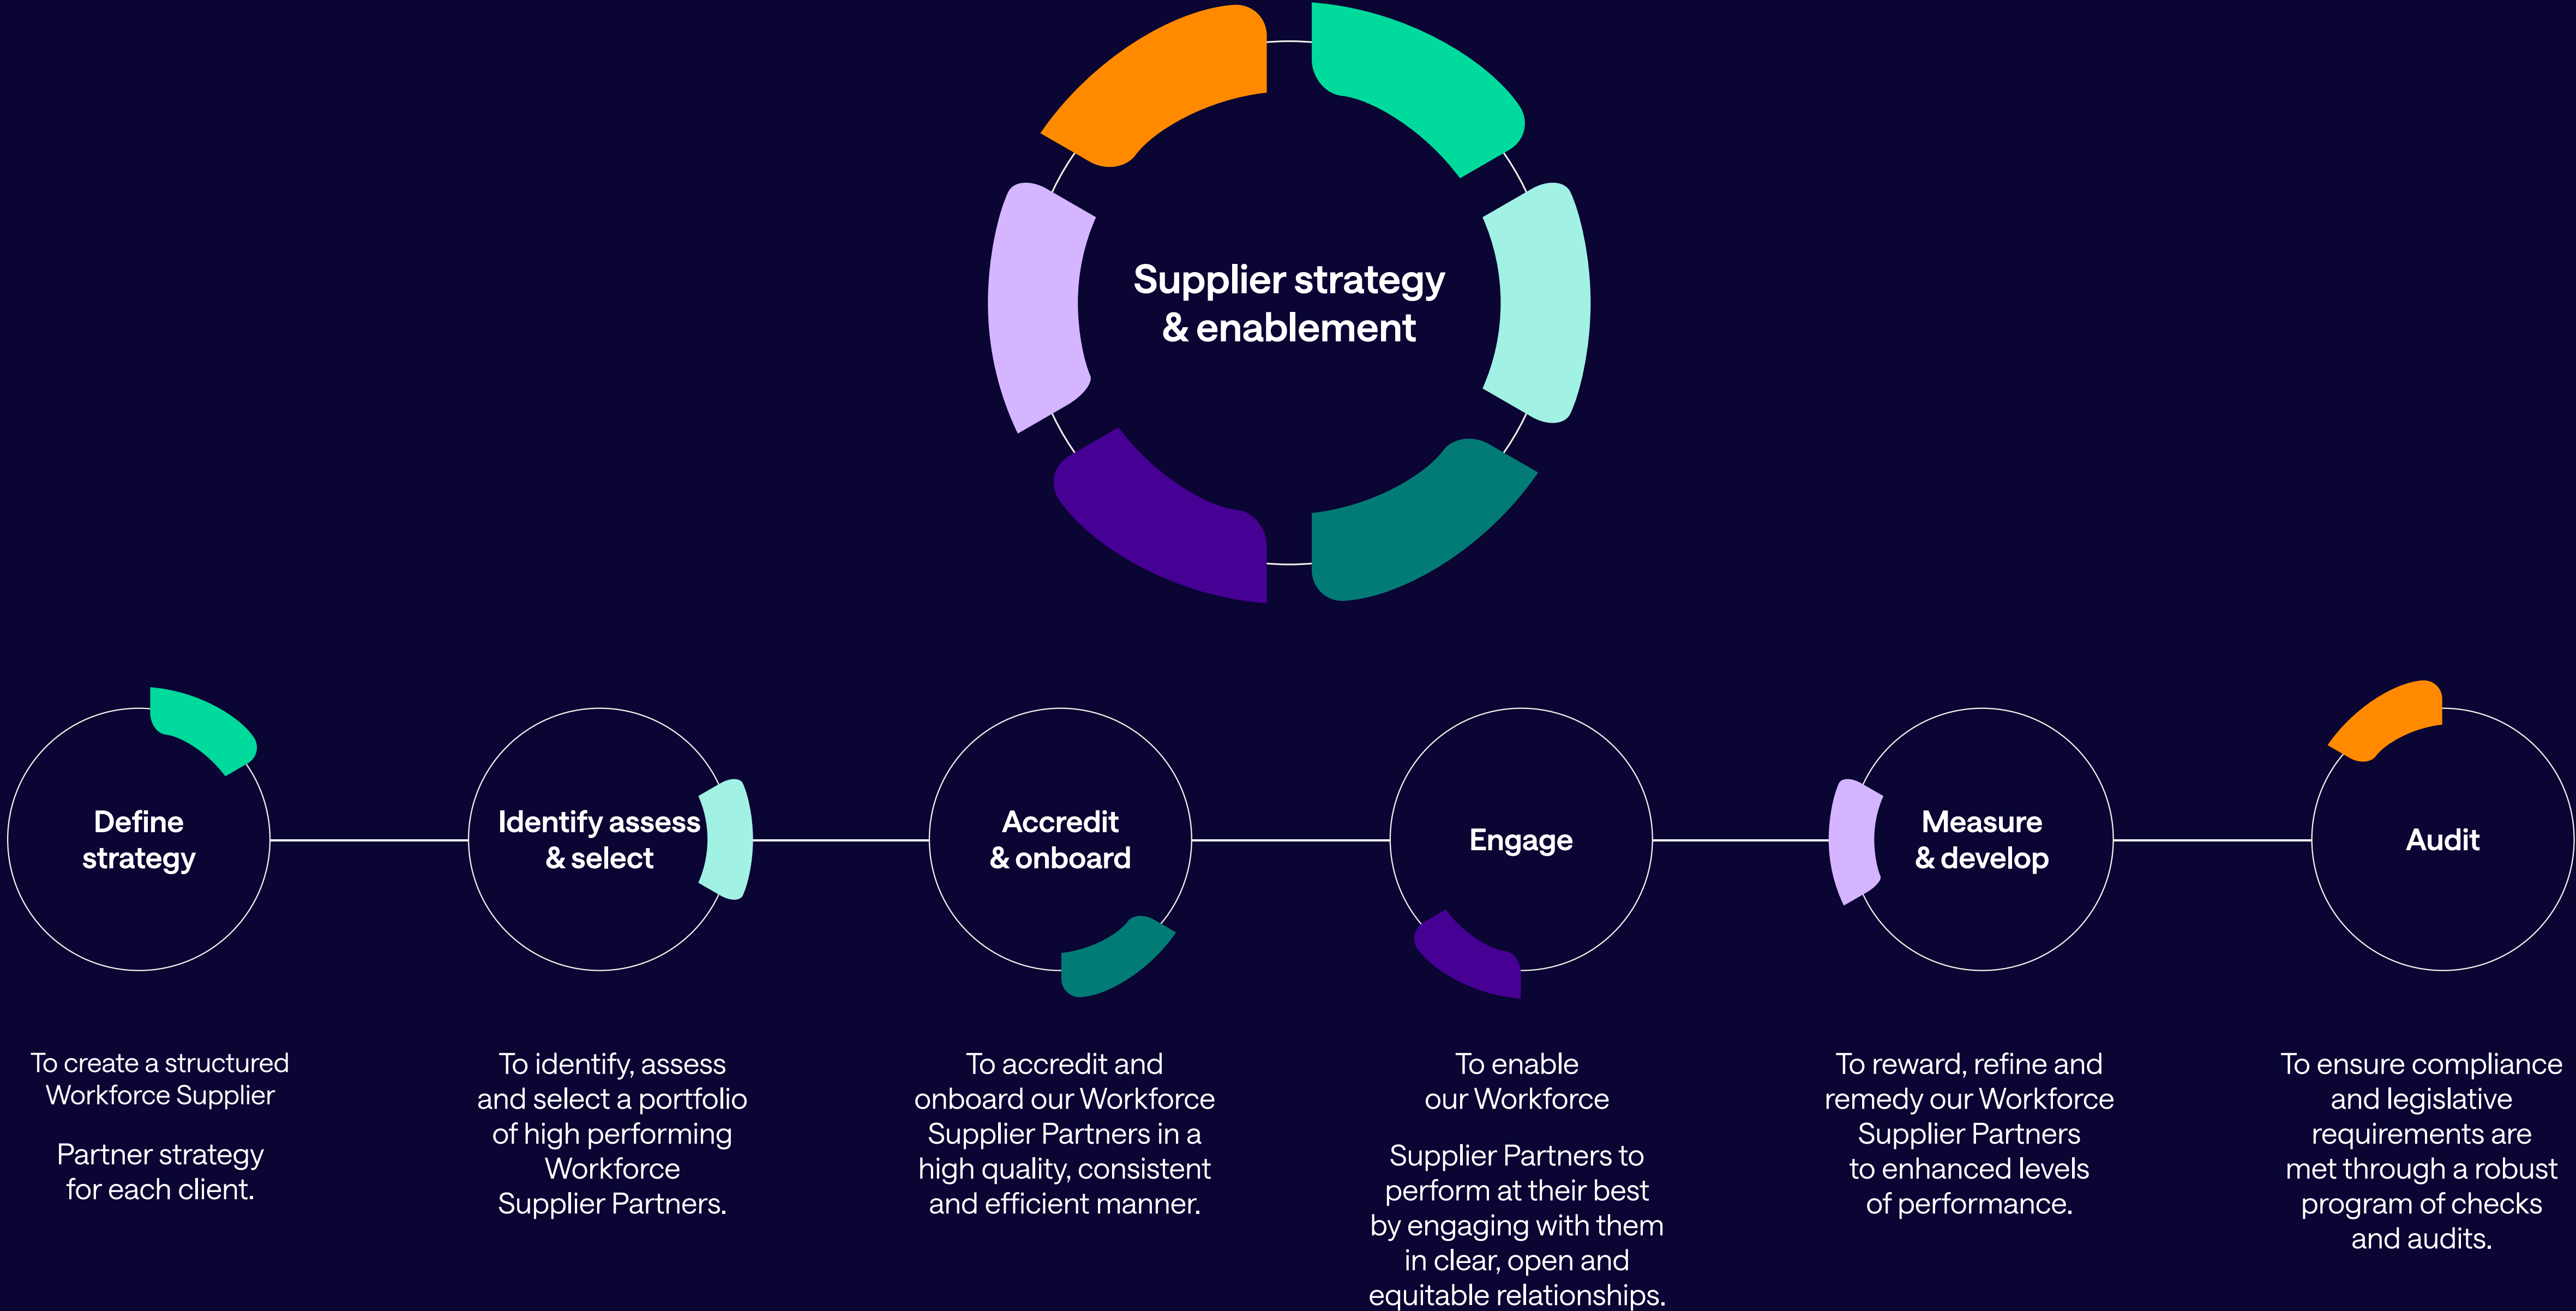 Supplier strategy
& enablement
Define
strategy
Identify assess
& select
Accredit
& onboard
Engage
Measure
& develop
Audit
To create a structured
Workforce Supplier
Partner strategy
for each client.
To identify, assess
and select a portfolio
of high performing
Workforce
Supplier Partners.
To accredit and
onboard our Workforce
Supplier Partners in a
high quality, consistent
and efficient manner.
To enable
our Workforce
Supplier Partners to
perform at their best
by engaging with them
in clear, open and
equitable relationships.
To reward, refine and
remedy our Workforce
Supplier Partners
to enhanced levels
of performance.
To ensure compliance
and legislative
requirements are
met through a robust
program of checks
and audits.